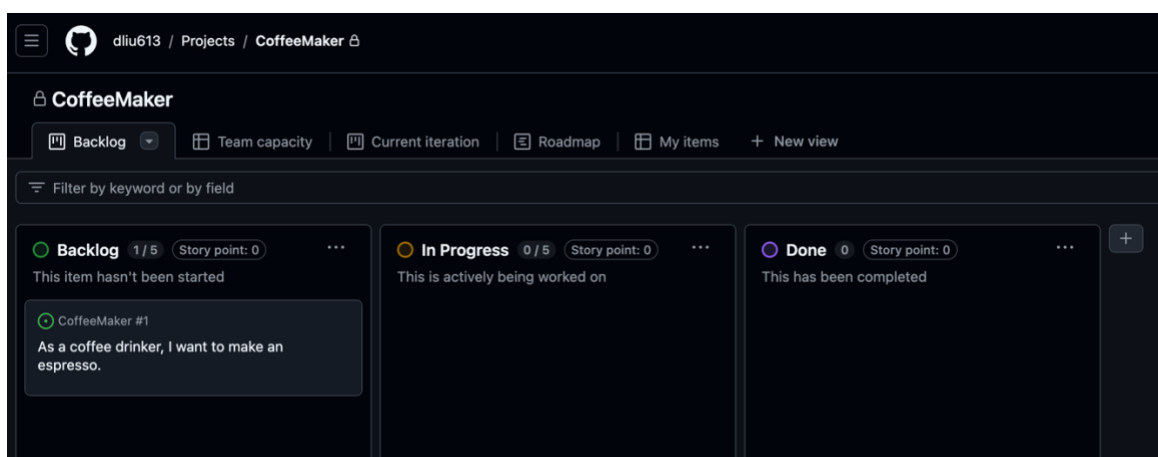 dliu613 / Projects / CoffeeMaker
CoffeeMaker
Backlog Team capacity Current iteration Roadmap My items + New view
Filter by keyword or by field
Backlog 1/5 Story point: 0 ...
This item hasn't been started
CoffeeMaker #1
As a coffee drinker, I want to make an
espresso.
In Progress 0/5 Story point: 0 ...
This is actively being worked on
Done 0 Story point: 0 ...
This has been completed
+